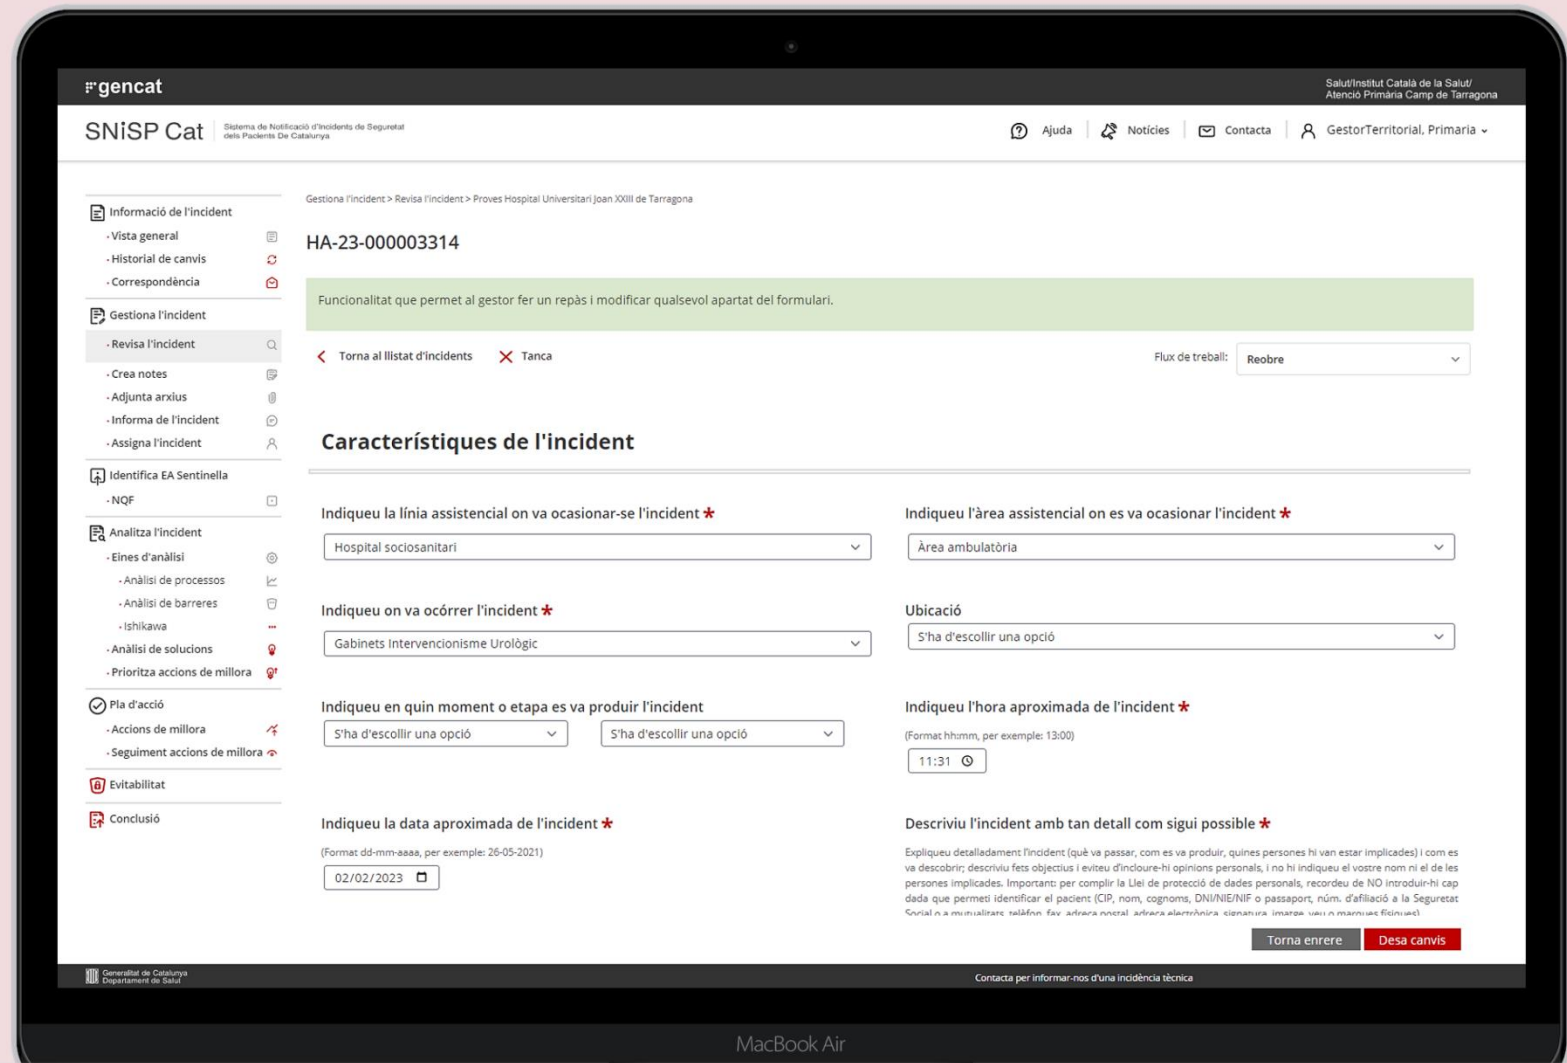 gencat
Salut/Institut Català de la Salut/
Atenció Primària Camp de Tarragona
SNiSP Cat
Sistema de Notificació d'Incidents de Seguretat
dels Pacients De Catalunya
Ajuda
Notícies
Contacta
GestorTerritorial, Primaria
Informació de l'incident
Vista general
Historial de canvis
Correspondència
Gestiona l'incident
Revisa l'incident
Crea notes
Adjunta arxius
Informa de l'incident
Assigna l'incident
Identifica EA Sentinella
NQF
Analitza l'incident
Eines d'anàlisi
Anàlisi de processos
Anàlisi de barreres
Ishikawa
Anàlisi de solucions
Prioritza accions de millora
Pla d'acció
Accions de millora
Seguiment accions de millora
Evitabilitat
Conclusió
Gestiona l'incident > Revisa l'incident > Proves Hospital Universitari Joan XXIII de Tarragona
HA-23-000003314
Funcionalitat que permet al gestor fer un repàs i modificar qualsevol apartat del formulari.
Torna al llistat d'incidents
Tanca
Flux de treball:
Reobre
Característiques de l'incident
Indiqueu la línia assistencial on va ocasionar-se l'incident *
Hospital sociosanitari
Indiqueu l'àrea assistencial on es va ocasionar l'incident *
Àrea ambulatòria
Indiqueu on va ocórrer l'incident *
Gabinets Intervencionisme Urològic
Ubicació
S'ha d'escollir una opció
Indiqueu en quin moment o etapa es va produir l'incident
S'ha d'escollir una opció
S'ha d'escollir una opció
Indiqueu l'hora aproximada de l'incident *
(Format hh:mm, per exemple: 13:00)
11:31
Indiqueu la data aproximada de l'incident *
(Format dd-mm-aaaa, per exemple: 26-05-2021)
02/02/2023
Descriviu l'incident amb tan detall com sigui possible *
Expliqueu detalladament l'incident (què va passar, com es va produir, quines persones hi van estar implicades) i com es
va descobrir; descriviu fets objectius i eviteu d'incloure-hi opinions personals, i no hi indiqueu el vostre nom ni el de les
persones implicades. Important: per complir la Llei de protecció de dades personals, recordeu de NO introduir-hi cap
dada que permeti identificar el pacient (CIP, nom, cognoms, DNI/NIE/NIF o passaport, núm. d'afiliació a la Seguretat
Social o a mutualitats, telèfon, fax, adreça postal, adreça electrònica, signatura, imatge, veu o marques físiques)
Torna enrere
Desa canvis
Generalitat de Catalunya
Departament de Salut
Contacta per informar-nos d'una incidència tècnica
MacBook Air